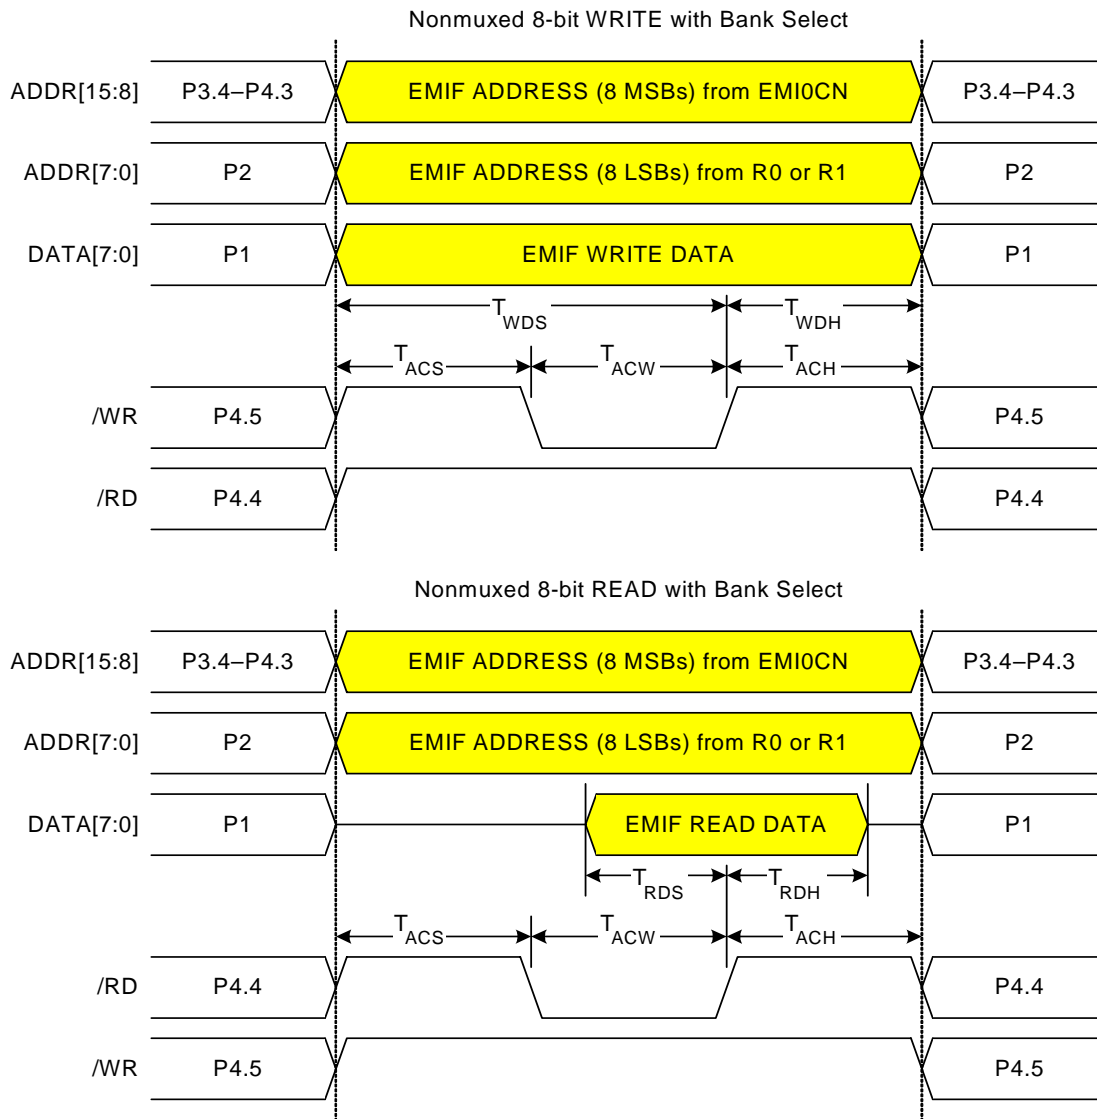 Nonmuxed 8-bit WRITE with Bank Select
ADDR[15:8] P3.4–P4.3 EMIF ADDRESS (8 MSBs) from EMI0CN P3.4–P4.3
ADDR[7:0] P2 EMIF ADDRESS (8 LSBs) from R0 or R1 P2
DATA[7:0] P1 EMIF WRITE DATA P1
TWDS TWDH
TACS TACW TACH
/WR P4.5 P4.5
/RD P4.4 P4.4
Nonmuxed 8-bit READ with Bank Select
ADDR[15:8] P3.4–P4.3 EMIF ADDRESS (8 MSBs) from EMI0CN P3.4–P4.3
ADDR[7:0] P2 EMIF ADDRESS (8 LSBs) from R0 or R1 P2
DATA[7:0] P1 EMIF READ DATA P1
TRDS TRDH
TACS TACW TACH
/RD P4.4 P4.4
/WR P4.5 P4.5